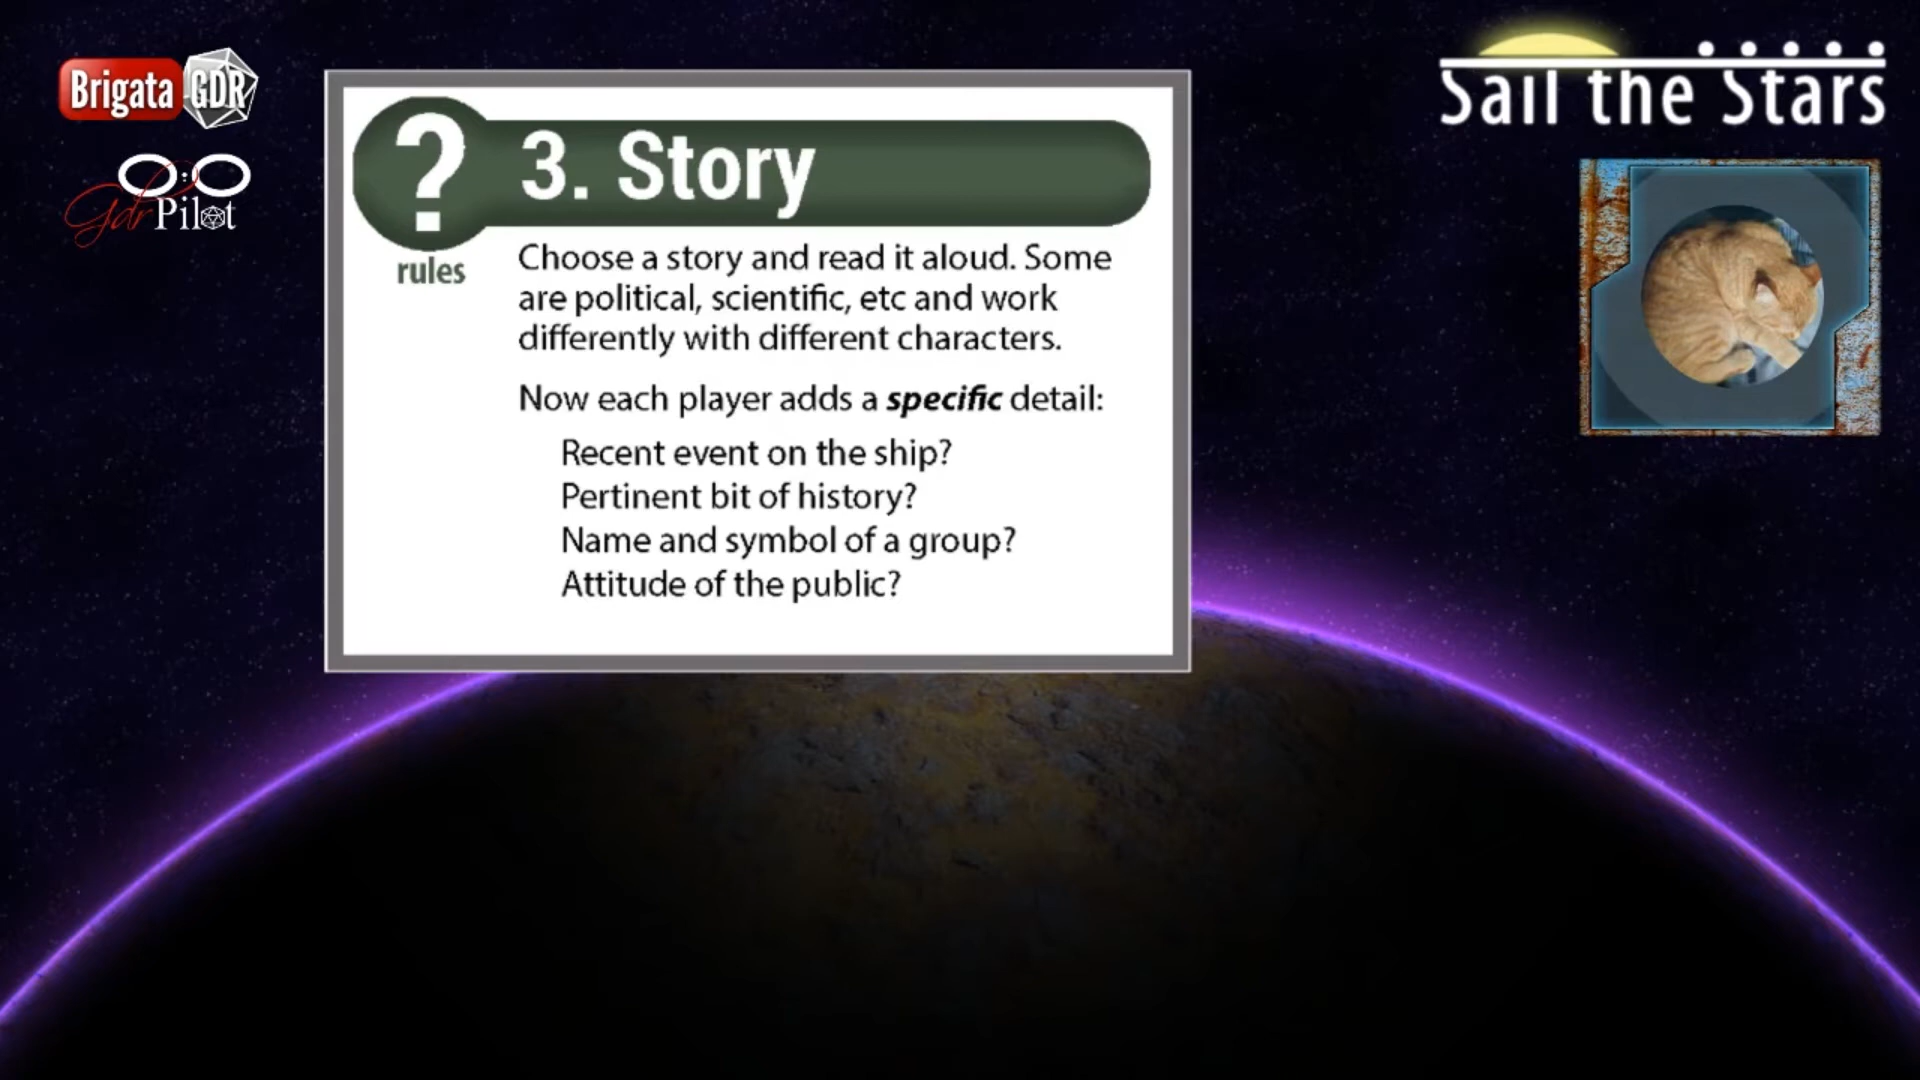 Brigata GDR
GdrPilot
Sail the Stars
?
rules
3. Story
Choose a story and read it aloud. Some
are political, scientific, etc and work
differently with different characters.
Now each player adds a specific detail:
Recent event on the ship?
Pertinent bit of history?
Name and symbol of a group?
Attitude of the public?